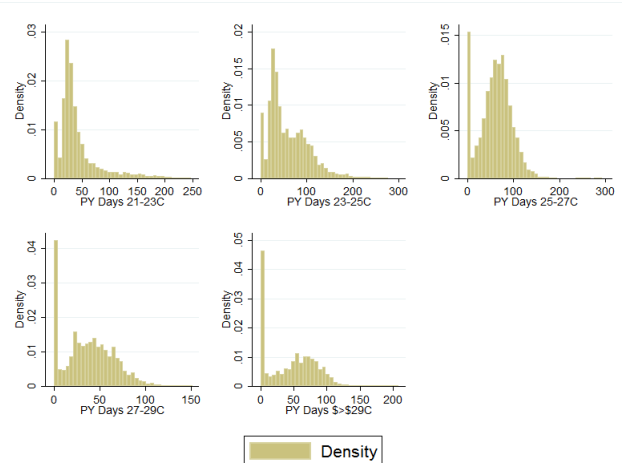 Density
0 .01 .02 .03
0 50 100 150 200 250
PY Days 21-23C
Density
0 .005 .01 .015 .02
0 100 200 300
PY Days 23-25C
Density
0 .005 .01 .015
0 100 200 300
PY Days 25-27C
Density
0 .01 .02 .03 .04
0 50 100 150
PY Days 27-29C
Density
0 .01 .02 .03 .04 .05
0 50 100 150 200
PY Days $>$29C
Density